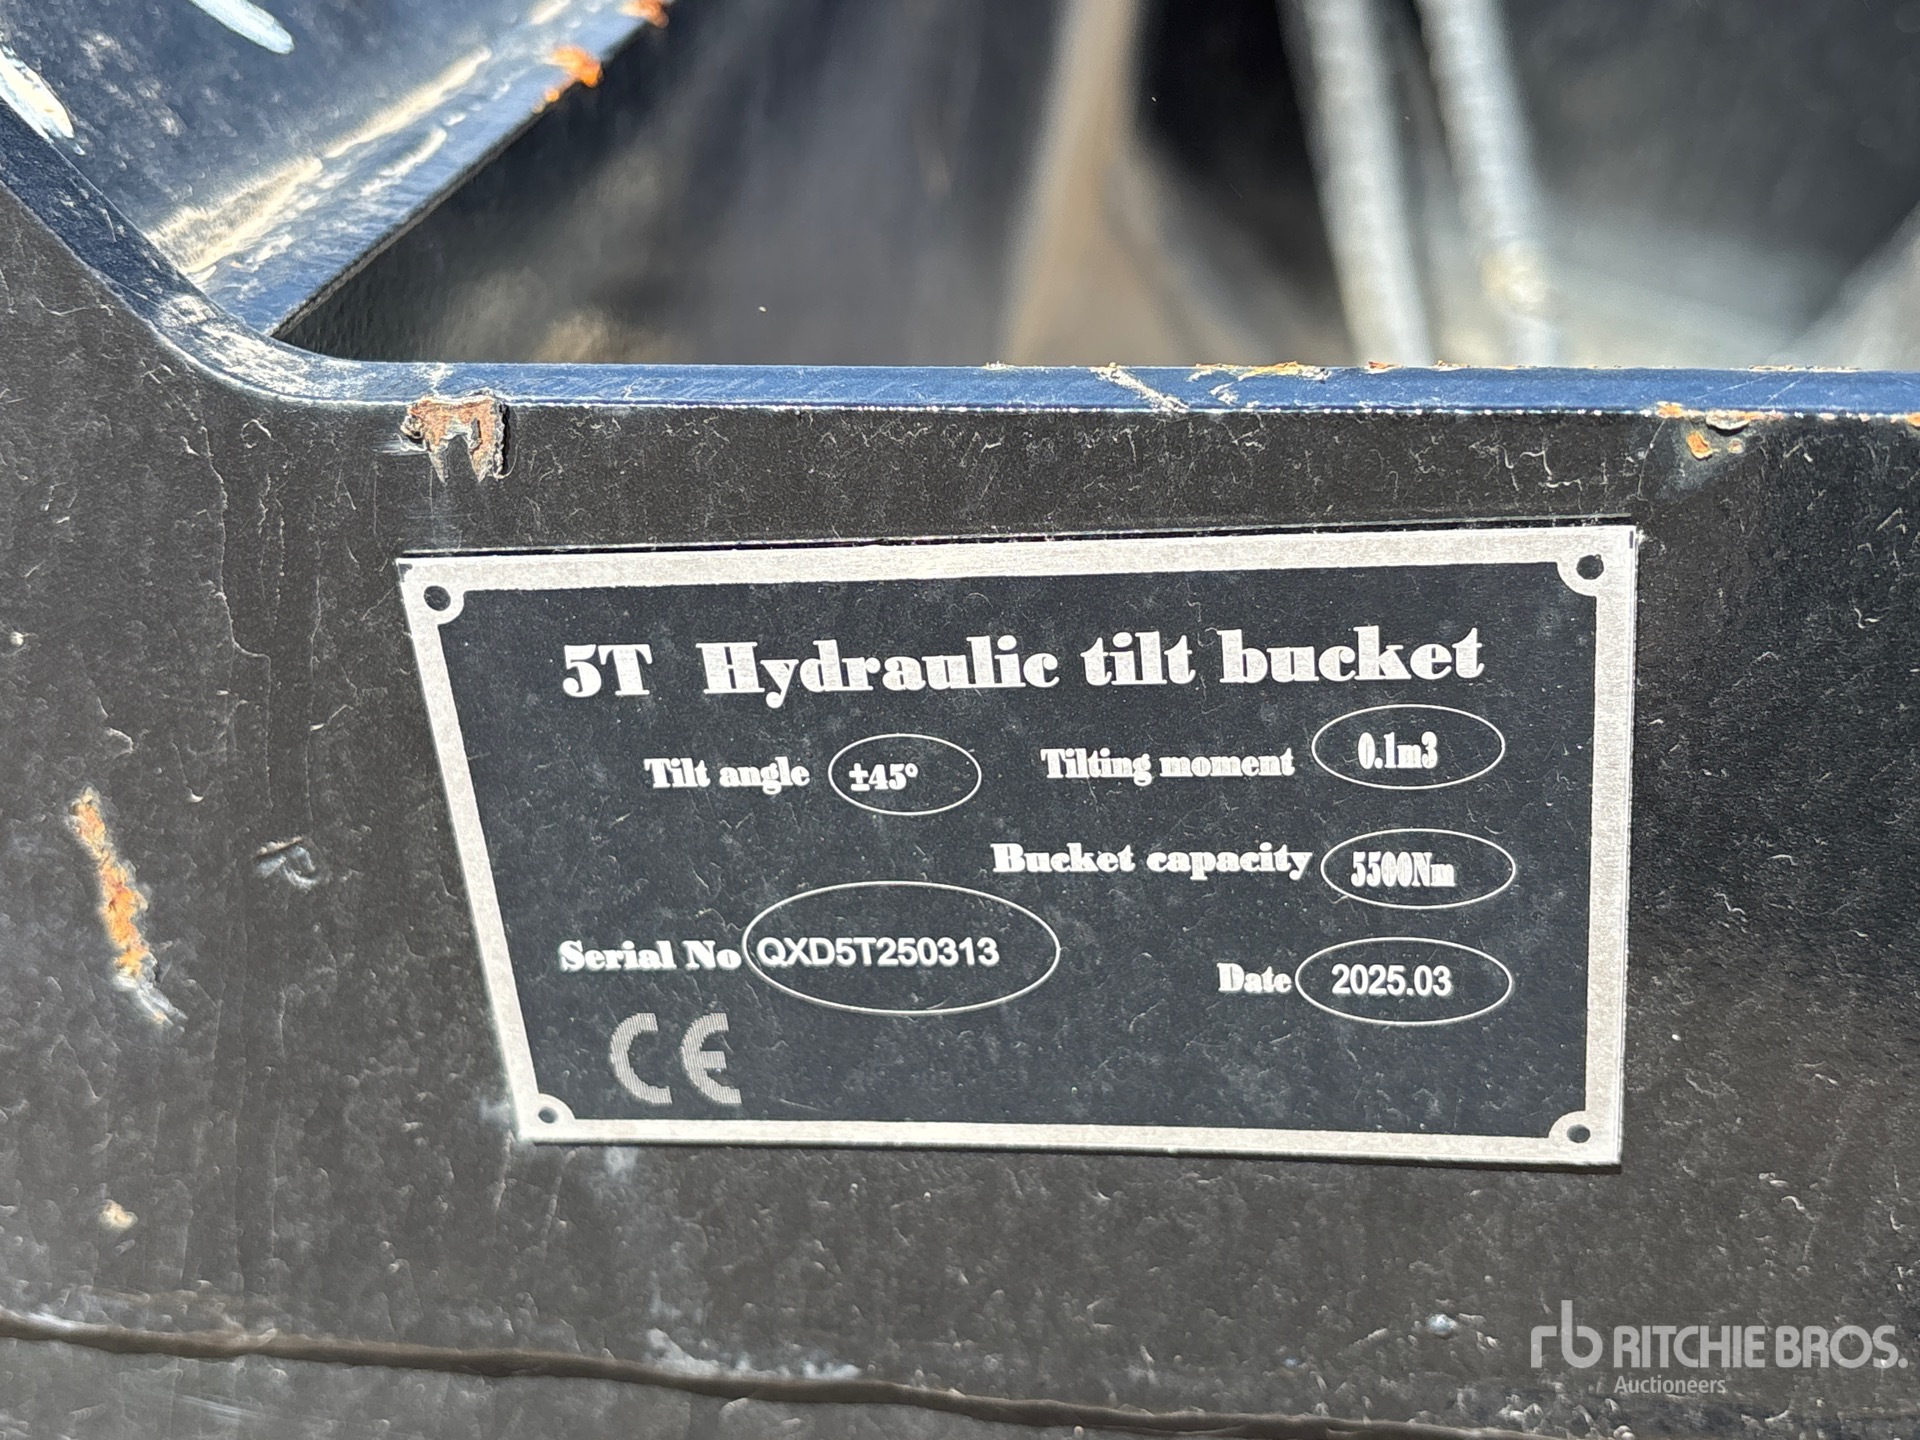 5T Hydraulic tilt bucket
Tilt angle ±45° Tilting moment 0.1m3
Bucket capacity 5500Nm
Serial No QXD5T250313
Date 2025.03
CE
rb RITCHIE BROS.
Auctioneers